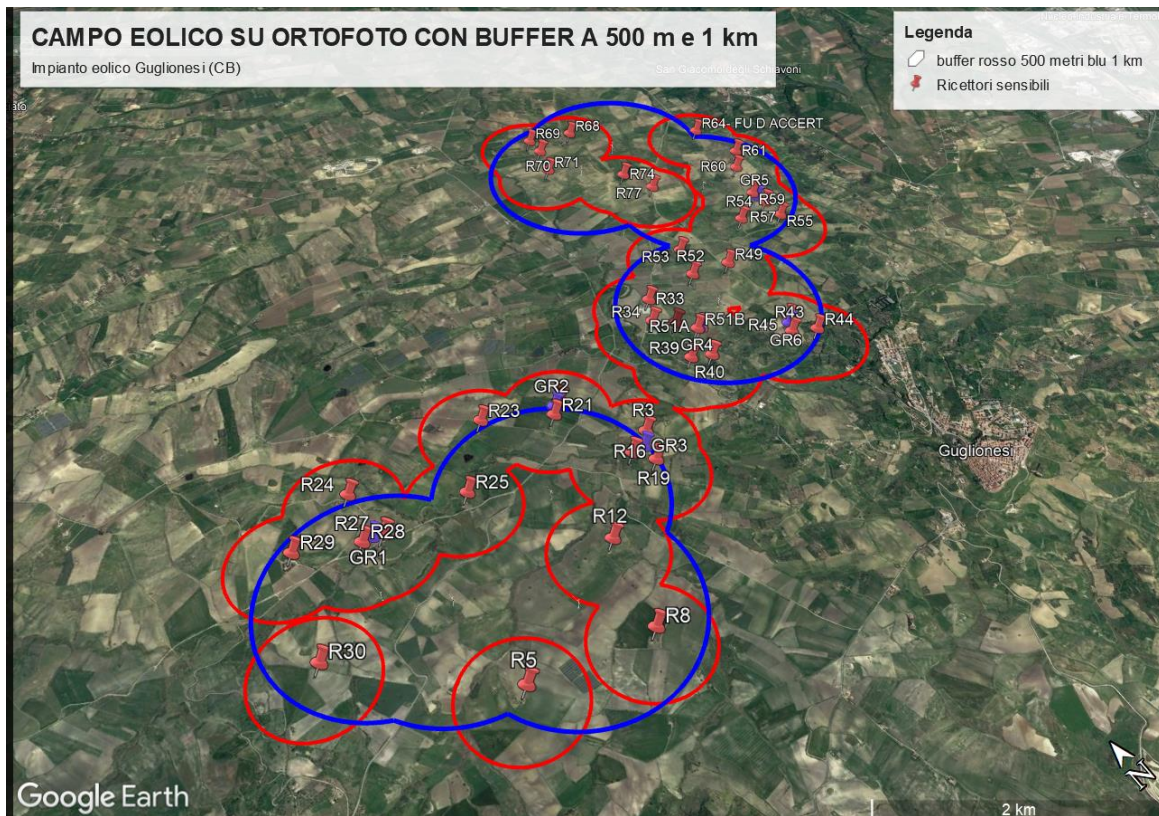 CAMPO EOLICO SU ORTOFOTO CON BUFFER A 500 m e 1 km
Impianto eolico Guglionesi (CB)
Legenda
buffer rosso 500 metri blu 1 km
Ricettori sensibili
San Giacomo degli Schiavoni
R64- FU D ACCERT
R68
R69
R61
R70
R71
R60
R74
R77
GR5
R54
R59
R57
R55
R53
R52
R49
R33
R34
R51A
R51B
R45
R43
R44
R39
GR4
GR6
R40
GR2
R23
R21
R3
R16
GR3
R19
Guglionesi
R24
R25
R27
R28
R12
R29
GR1
R8
R30
R5
N
Google Earth
2 km